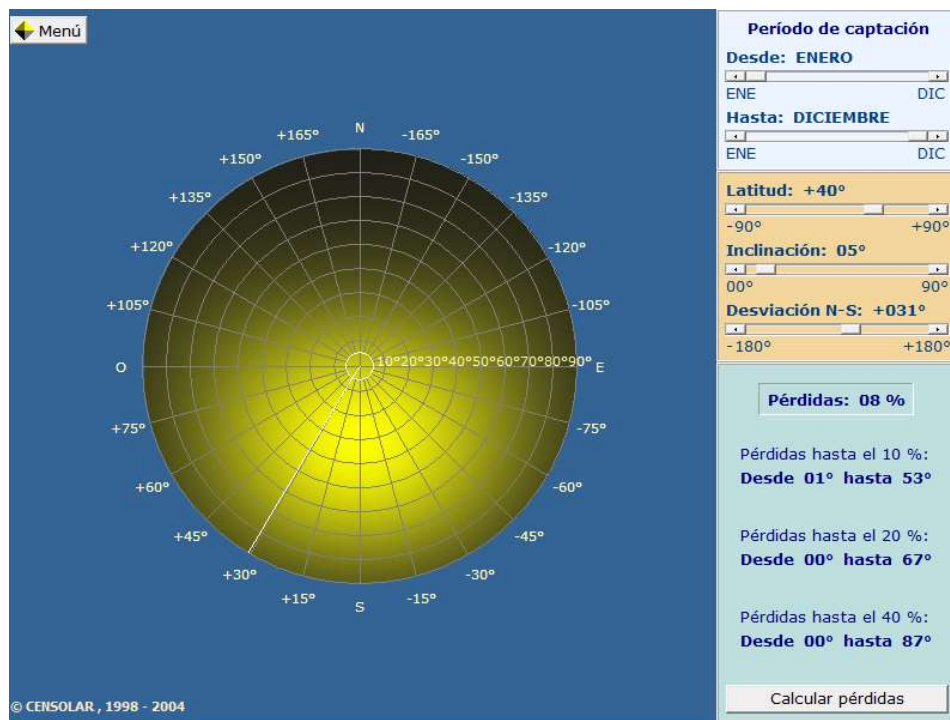 Menú
Período de captación
Desde: ENERO
ENE DIC
Hasta: DICIEMBRE
ENE DIC
Latitud: +40°
-90° +90°
Inclinación: 05°
00° 90°
Desviación N-S: +031°
-180° +180°
Pérdidas: 08 %
Pérdidas hasta el 10 %:
Desde 01° hasta 53°
Pérdidas hasta el 20 %:
Desde 00° hasta 67°
Pérdidas hasta el 40 %:
Desde 00° hasta 87°
Calcular pérdidas
+165° N -165°
+150° -150°
+135° -135°
+120° -120°
+105° -105°
O 10°20°30°40°50°60°70°80°90° E
+75° -75°
+60° -60°
+45° -45°
+30° -30°
+15° S -15°
© CENSOLAR , 1998 - 2004